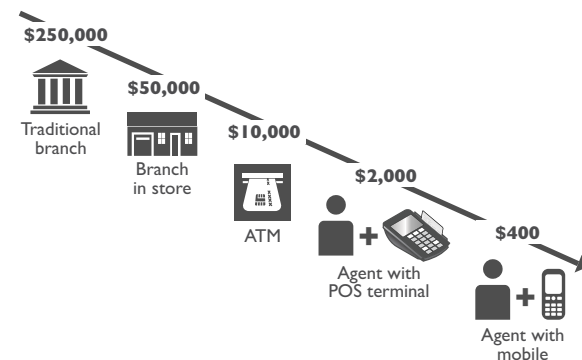 $250,000
Traditional
branch
$50,000
Branch
in store
$10,000
ATM
$2,000
Agent with
POS terminal
$400
Agent with
mobile